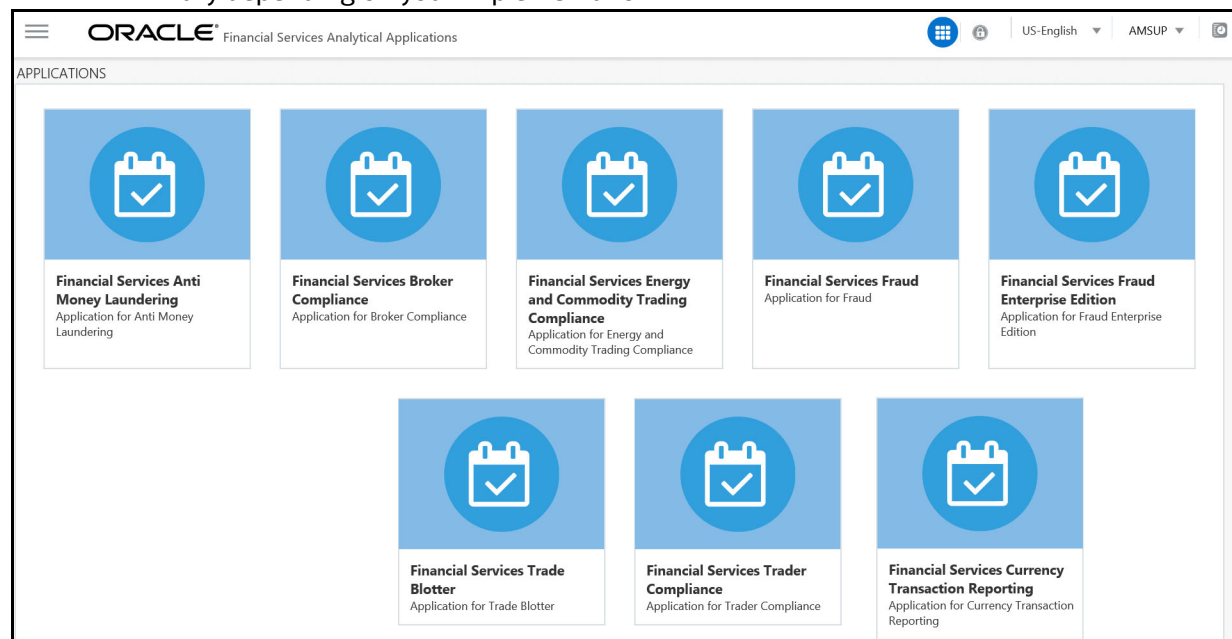 ORACLE® Financial Services Analytical Applications
US-English
AMSUP
APPLICATIONS
Financial Services Anti
Money Laundering
Application for Anti Money
Laundering
Financial Services Broker
Compliance
Application for Broker Compliance
Financial Services Energy
and Commodity Trading
Compliance
Application for Energy and
Commodity Trading Compliance
Financial Services Fraud
Application for Fraud
Financial Services Fraud
Enterprise Edition
Application for Fraud Enterprise
Edition
Financial Services Trade
Blotter
Application for Trade Blotter
Financial Services Trader
Compliance
Application for Trader Compliance
Financial Services Currency
Transaction Reporting
Application for Currency Transaction
Reporting